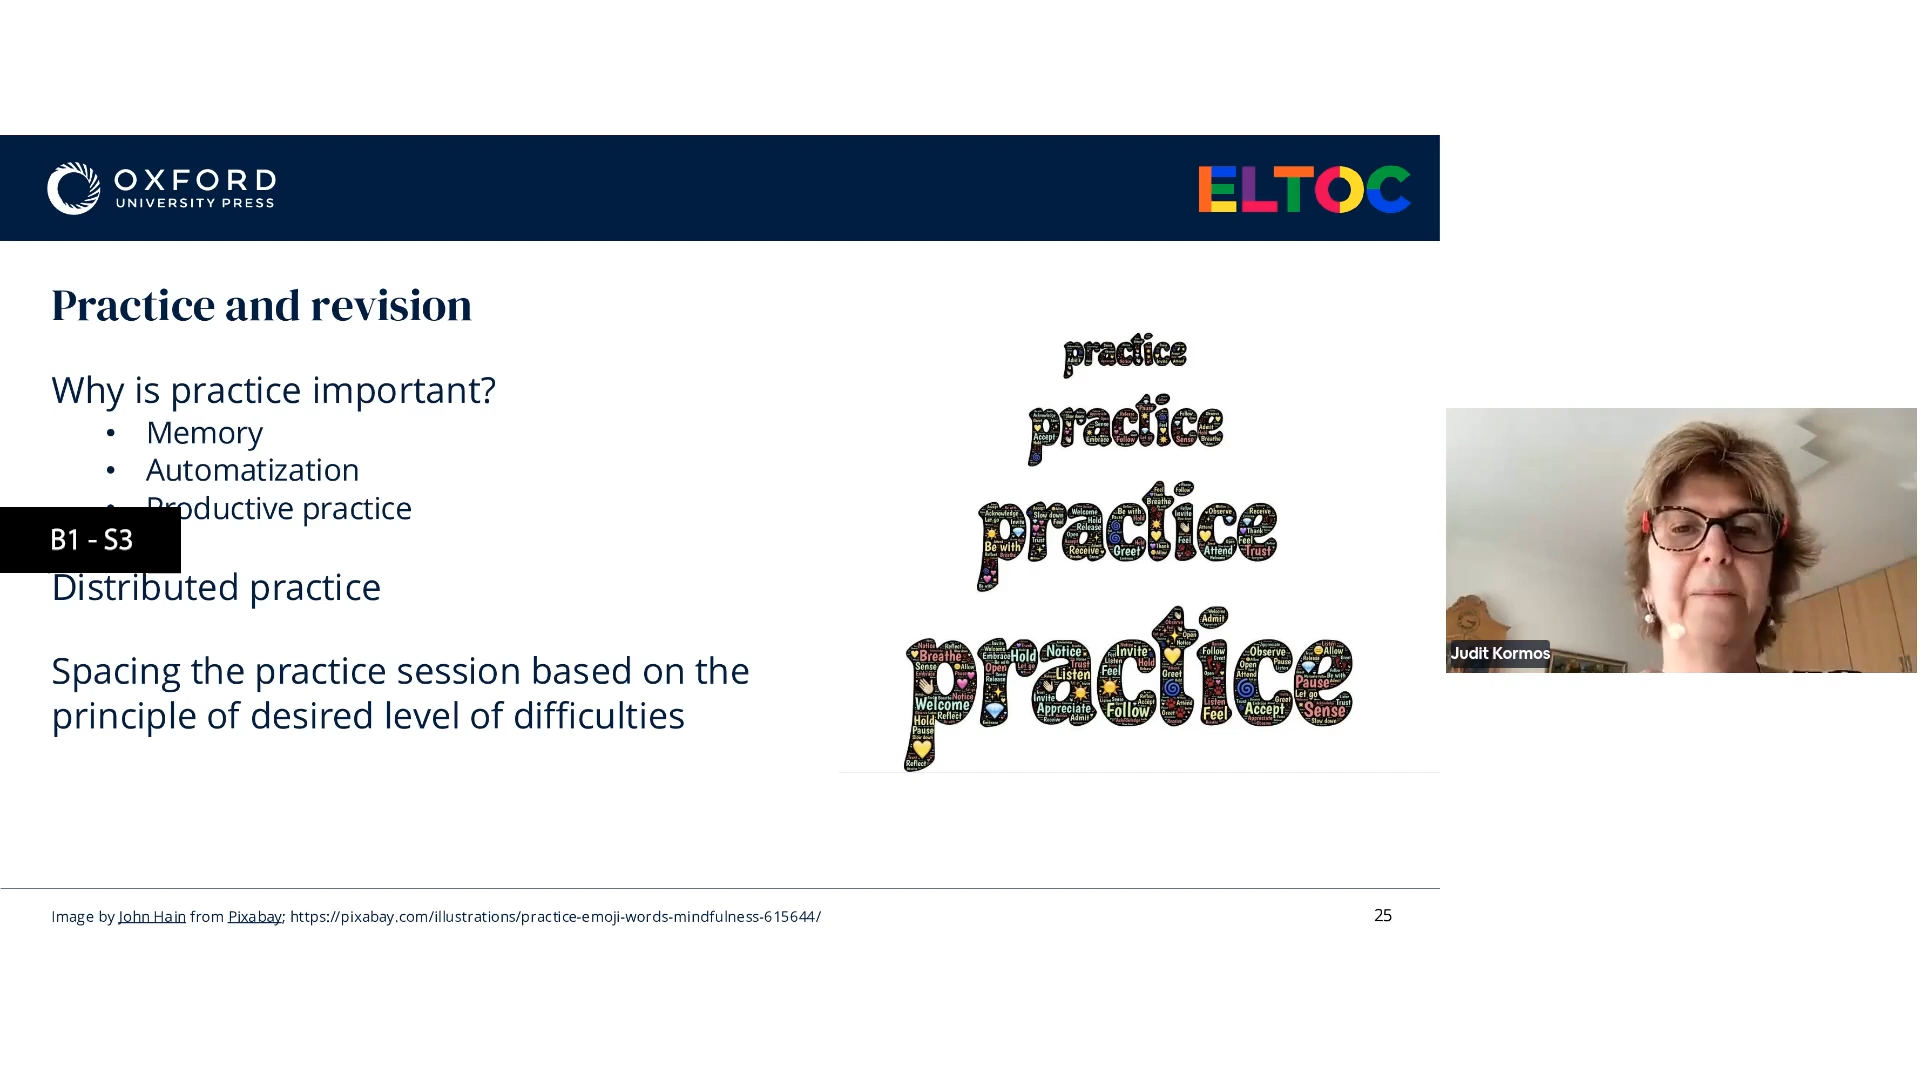 OXFORD
UNIVERSITY PRESS
ELTOC
Practice and revision
Why is practice important?
• Memory
• Automatization
• Productive practice
B1 - S3
Distributed practice
Spacing the practice session based on the
principle of desired level of difficulties
practice
practice
practice
practice
Judit Kormos
Image by John Hain from Pixabay; https://pixabay.com/illustrations/practice-emoji-words-mindfulness-615644/
25